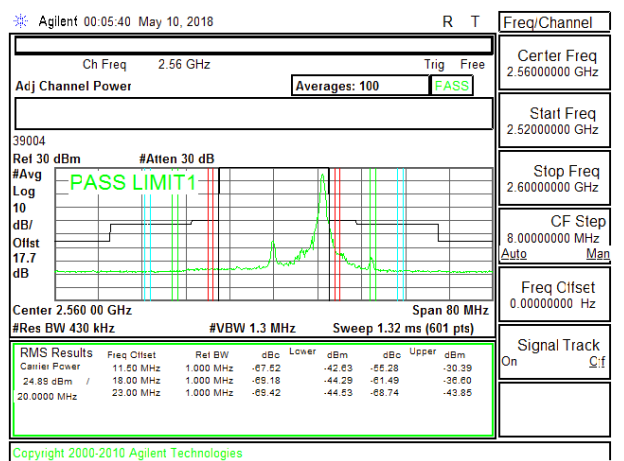 Agilent 00:05:40 May 10, 2018 R T
Ch Freq 2.56 GHz Trig Free
Adj Channel Power Averages: 100 PASS
39004
Ref 30 dBm #Atten 30 dB
#Avg
Log
10
dB/
Offst
17.7
dB
PASS LIMIT1
Center 2.560 00 GHz Span 80 MHz
#Res BW 430 kHz #VBW 1.3 MHz Sweep 1.32 ms (601 pts)
RMS Results Freq Offset Ref BW dBc Lower dBm dBc Upper dBm
Carrier Power 11.50 MHz 1.000 MHz -67.52 -42.63 -55.28 -30.39
24.89 dBm / 18.00 MHz 1.000 MHz -69.18 -44.29 -61.49 -36.60
20.0000 MHz 23.00 MHz 1.000 MHz -69.42 -44.53 -68.74 -43.85
Copyright 2000-2010 Agilent Technologies
Freq/Channel
Center Freq
2.56000000 GHz
Start Freq
2.52000000 GHz
Stop Freq
2.60000000 GHz
CF Step
8.00000000 MHz
Auto Man
Freq Offset
0.00000000 Hz
Signal Track
On Off